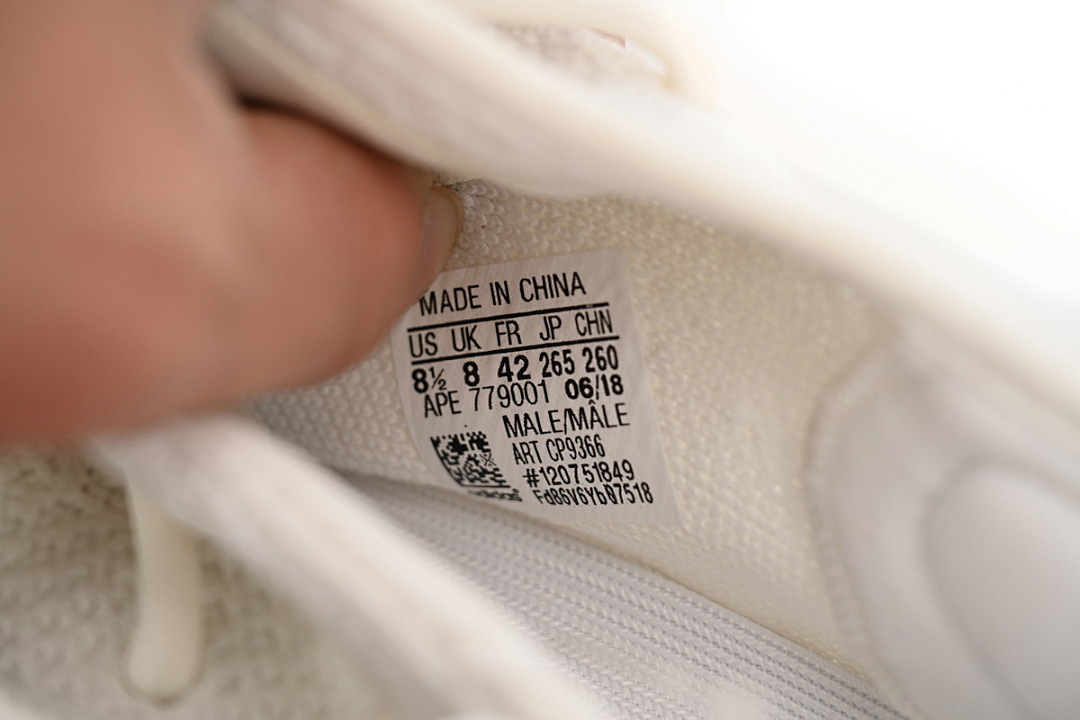 MADE IN CHINA
US UK FR JP CHN
8½ 8 42 265 260
APE 779001 06/18
MALE/MÂLE
ART CP9366
#120751849
adidas